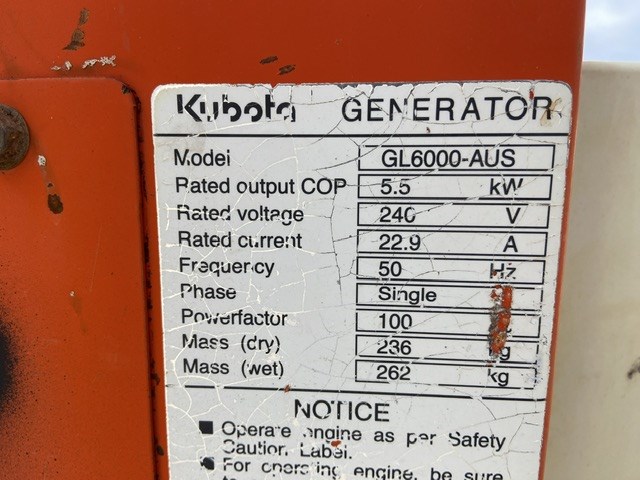 Kubota GENERATOR
Model GL6000-AUS
Rated output COP 5.5 kW
Rated voltage 240 V
Rated current 22.9 A
Frequency 50 Hz
Phase Single
Powerfactor 100
Mass (dry) 236 kg
Mass (wet) 262 kg
NOTICE
■ Operate engine as per Safety
Caution Label.
■ For operating engine, be sure
to